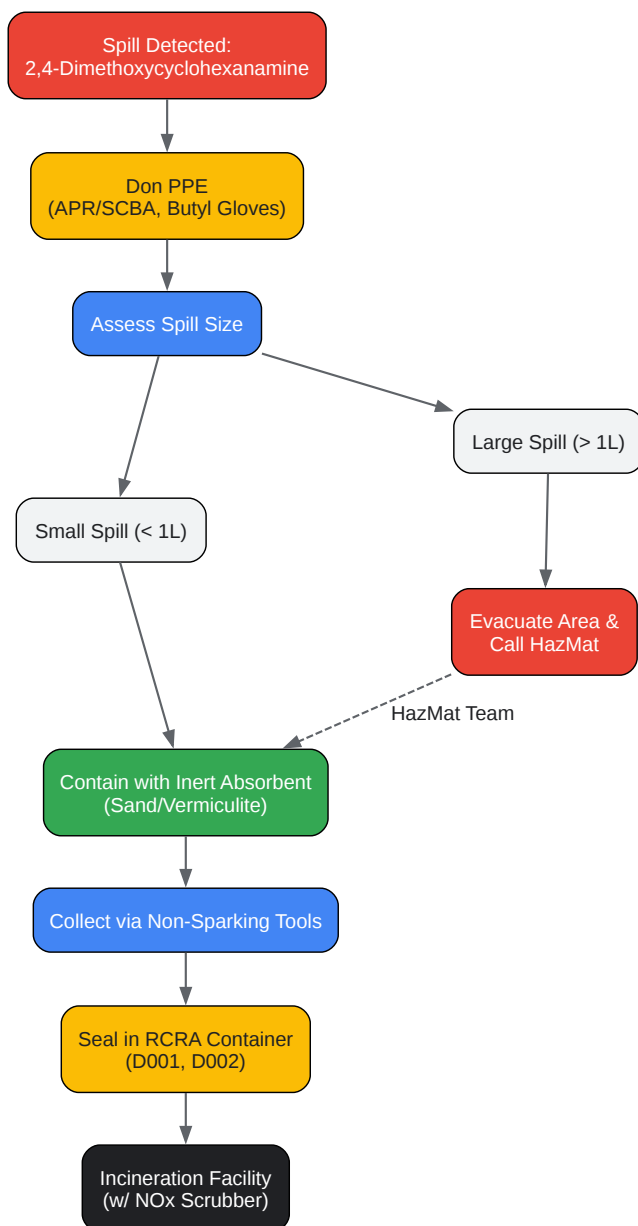 Spill Detected:
2,4-Dimethoxycyclohexanamine
Don PPE
(APR/SCBA, Butyl Gloves)
Assess Spill Size
Large Spill (> 1L)
Small Spill (< 1L)
Evacuate Area &
Call HazMat
HazMat Team
Contain with Inert Absorbent
(Sand/Vermiculite)
Collect via Non-Sparking Tools
Seal in RCRA Container
(D001, D002)
Incineration Facility
(w/ NOx Scrubber)